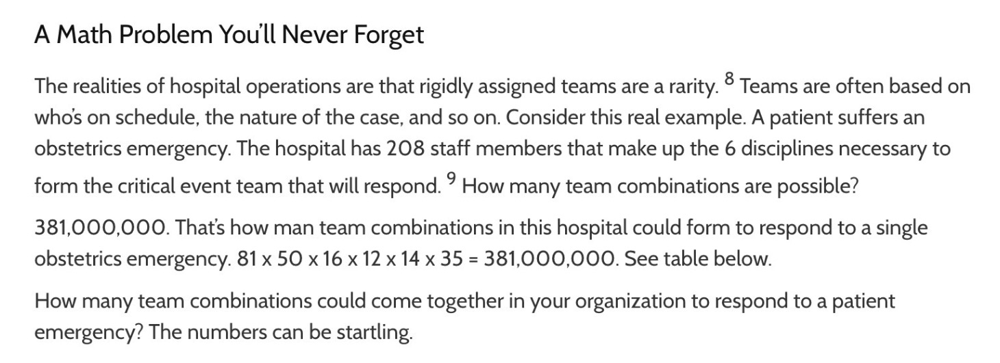 A Math Problem You'll Never Forget
The realities of hospital operations are that rigidly assigned teams are a rarity. 8 Teams are often based on
who's on schedule, the nature of the case, and so on. Consider this real example. A patient suffers an
obstetrics emergency. The hospital has 208 staff members that make up the 6 disciplines necessary to
form the critical event team that will respond. 9 How many team combinations are possible?
381,000,000. That's how man team combinations in this hospital could form to respond to a single
obstetrics emergency. 81 x 50 x 16 x 12 x 14 x 35 = 381,000,000. See table below.
How many team combinations could come together in your organization to respond to a patient
emergency? The numbers can be startling.